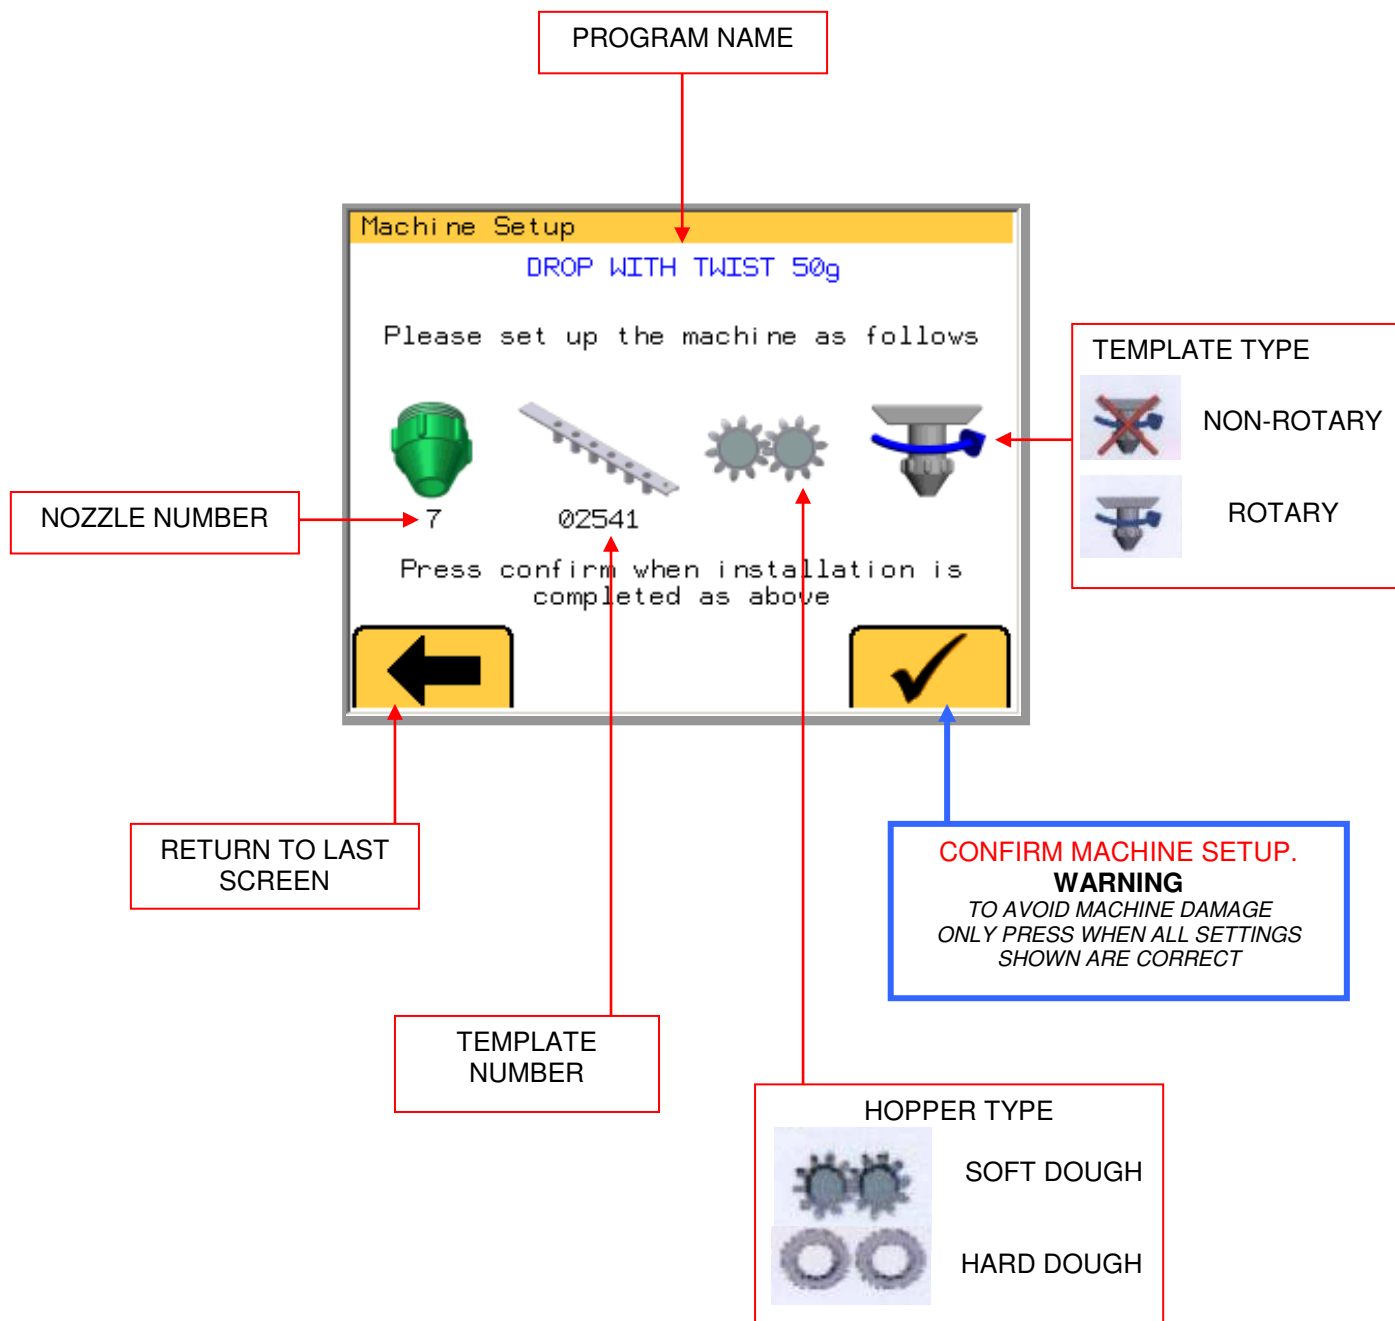 PROGRAM NAME
Machine Setup
DROP WITH TWIST 50g
Please set up the machine as follows
TEMPLATE TYPE
NON-ROTARY
ROTARY
NOZZLE NUMBER
7
02541
Press confirm when installation is
completed as above
RETURN TO LAST
SCREEN
CONFIRM MACHINE SETUP.
WARNING
TO AVOID MACHINE DAMAGE
ONLY PRESS WHEN ALL SETTINGS
SHOWN ARE CORRECT
TEMPLATE
NUMBER
HOPPER TYPE
SOFT DOUGH
HARD DOUGH